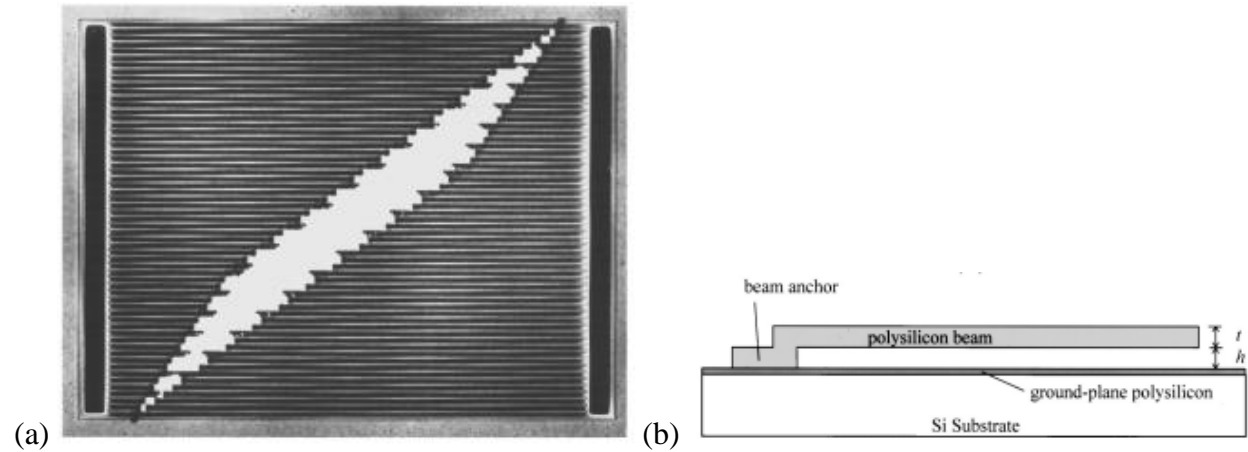 beam anchor
polysilicon beam
t
h
ground-plane polysilicon
Si Substrate
(a)
(b)